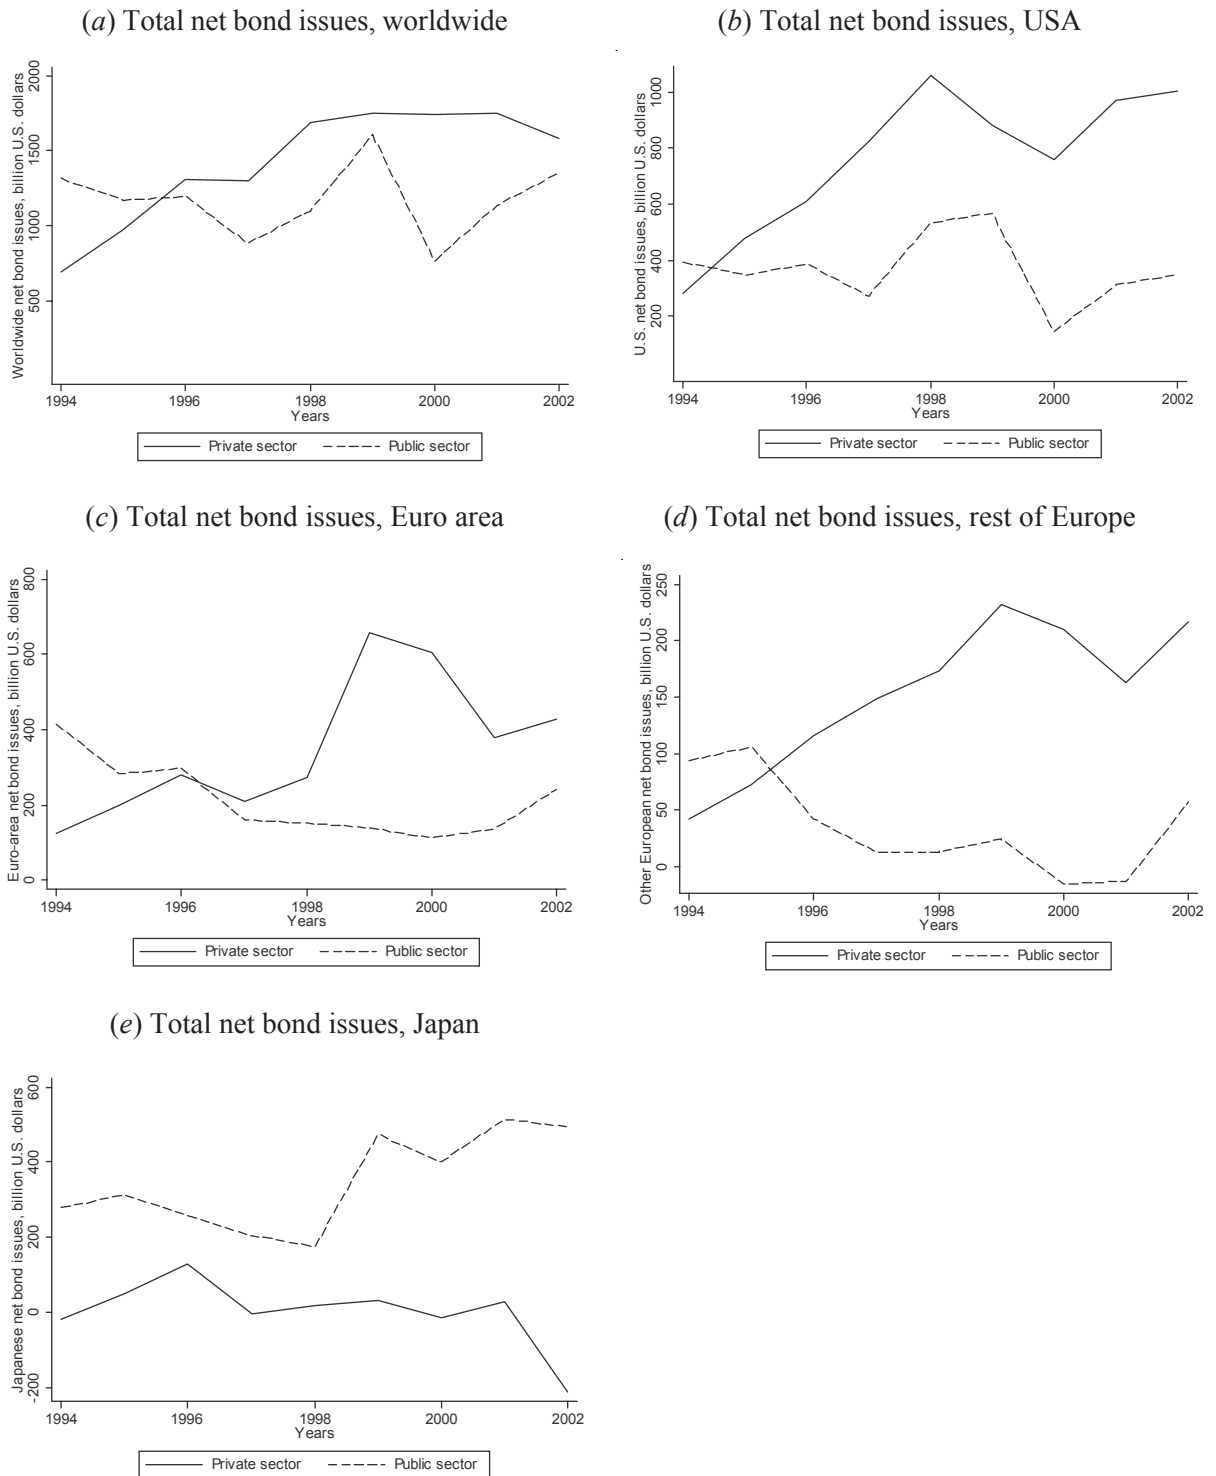 (a) Total net bond issues, worldwide
Worldwide net bond issues, billion U.S. dollars
2000
1500
1000
500
1994 1996 1998 2000 2002
Years
Private sector Public sector
(b) Total net bond issues, USA
U.S. net bond issues, billion U.S. dollars
1000
800
600
400
200
1994 1996 1998 2000 2002
Years
Private sector Public sector
(c) Total net bond issues, Euro area
Euro-area net bond issues, billion U.S. dollars
800
600
400
200
0
1994 1996 1998 2000 2002
Years
Private sector Public sector
(d) Total net bond issues, rest of Europe
Other European net bond issues, billion U.S. dollars
250
200
150
100
50
0
1994 1996 1998 2000 2002
Years
Private sector Public sector
(e) Total net bond issues, Japan
Japanese net bond issues, billion U.S. dollars
600
400
200
0
-200
1994 1996 1998 2000 2002
Years
Private sector Public sector